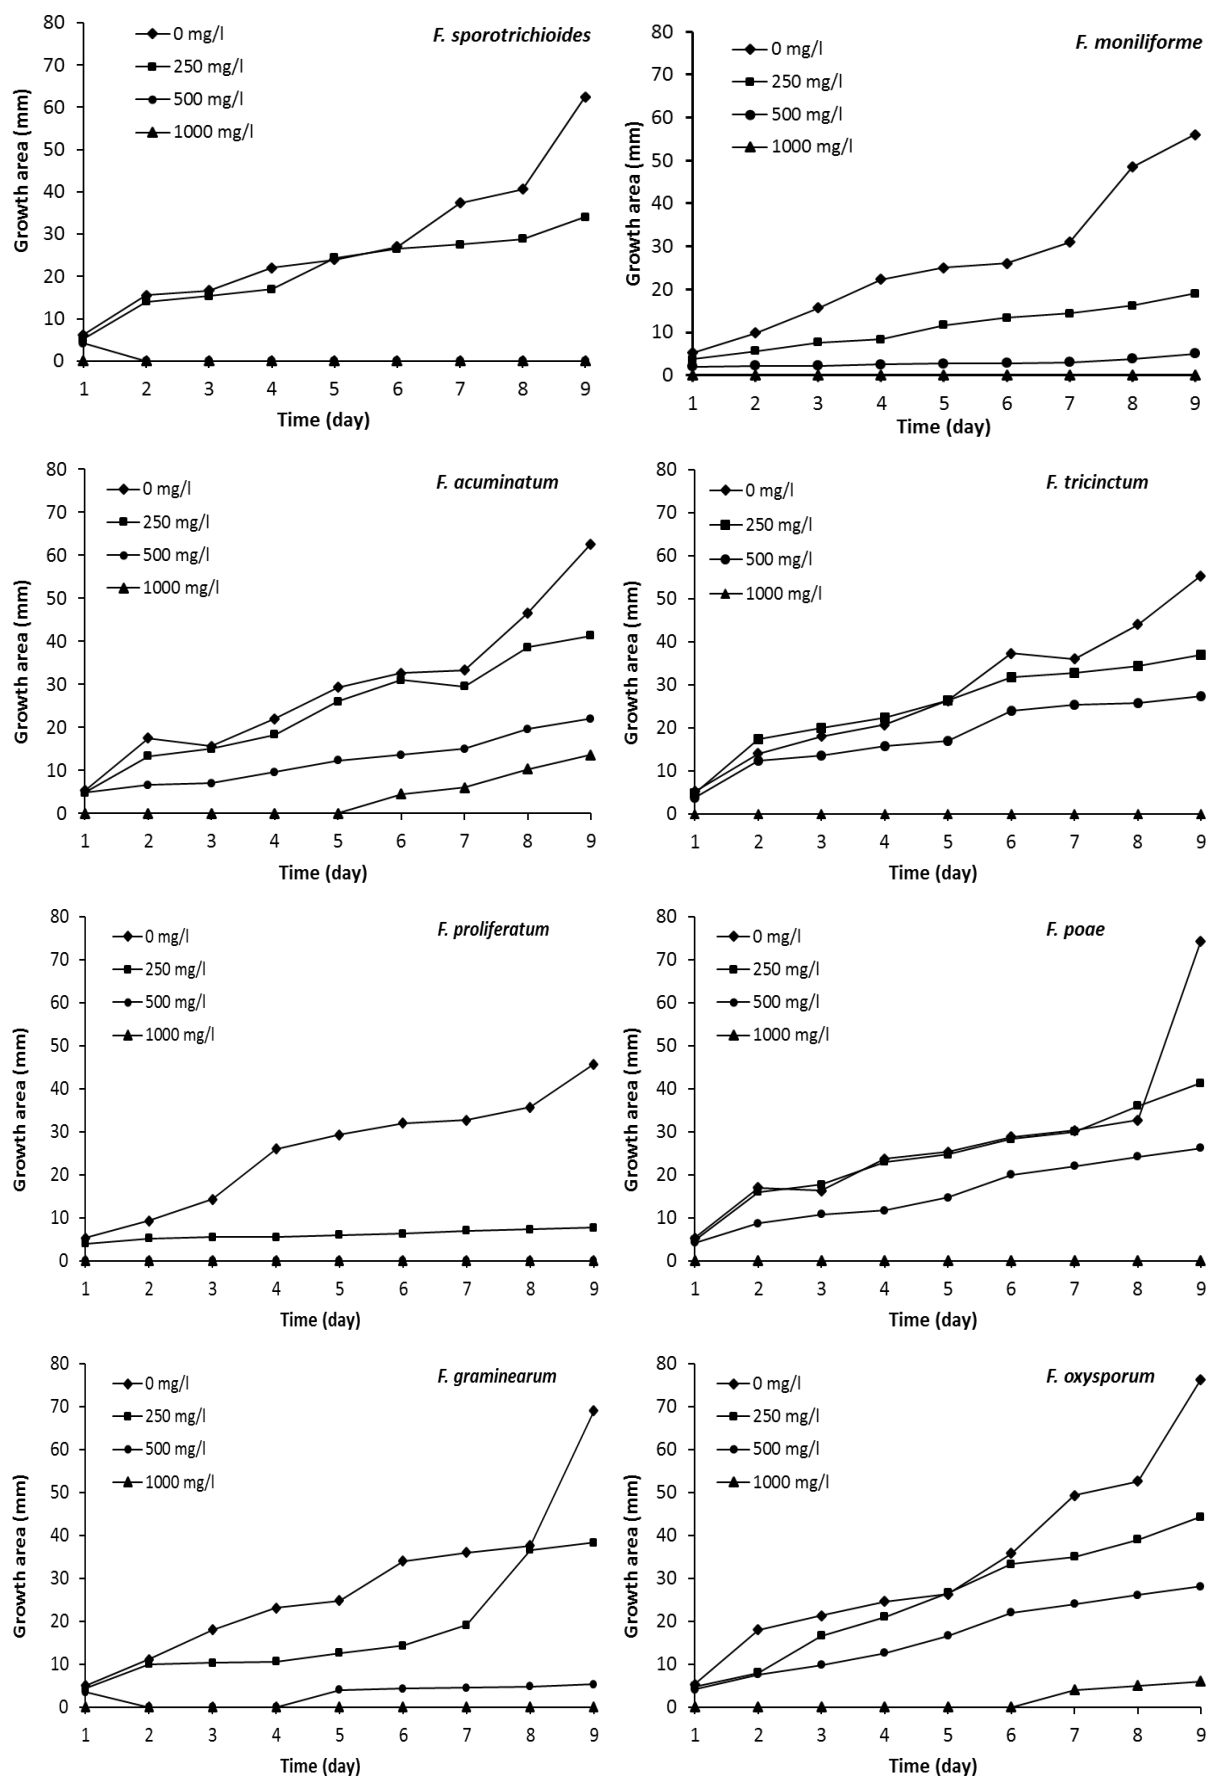 F. sporotrichioides
0 mg/l
250 mg/l
500 mg/l
1000 mg/l
Growth area (mm)
80
70
60
50
40
30
20
10
0
1 2 3 4 5 6 7 8 9
Time (day)
F. moniliforme
0 mg/l
250 mg/l
500 mg/l
1000 mg/l
Growth area (mm)
80
70
60
50
40
30
20
10
0
1 2 3 4 5 6 7 8 9
Time (day)
F. acuminatum
0 mg/l
250 mg/l
500 mg/l
1000 mg/l
Growth area (mm)
80
70
60
50
40
30
20
10
0
1 2 3 4 5 6 7 8 9
Time (day)
F. tricinctum
0 mg/l
250 mg/l
500 mg/l
1000 mg/l
Growth area (mm)
80
70
60
50
40
30
20
10
0
1 2 3 4 5 6 7 8 9
Time (day)
F. proliferatum
0 mg/l
250 mg/l
500 mg/l
1000 mg/l
Growth area (mm)
80
70
60
50
40
30
20
10
0
1 2 3 4 5 6 7 8 9
Time (day)
F. poae
0 mg/l
250 mg/l
500 mg/l
1000 mg/l
Growth area (mm)
80
70
60
50
40
30
20
10
0
1 2 3 4 5 6 7 8 9
Time (day)
F. graminearum
0 mg/l
250 mg/l
500 mg/l
1000 mg/l
Growth area (mm)
80
70
60
50
40
30
20
10
0
1 2 3 4 5 6 7 8 9
Time (day)
F. oxysporum
0 mg/l
250 mg/l
500 mg/l
1000 mg/l
Growth area (mm)
80
70
60
50
40
30
20
10
0
1 2 3 4 5 6 7 8 9
Time (day)